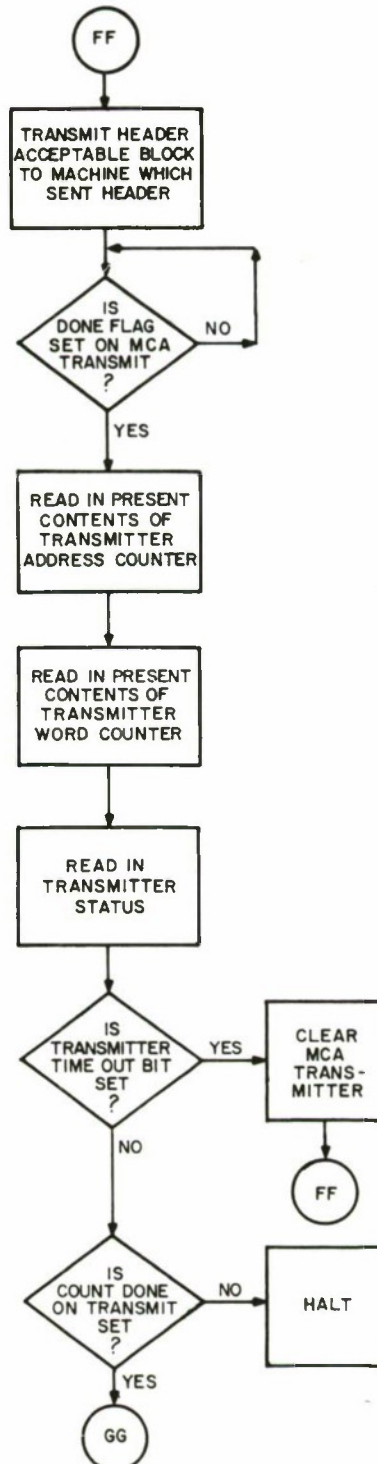 FF
TRANSMIT HEADER
ACCEPTABLE BLOCK
TO MACHINE WHICH
SENT HEADER
IS
DONE FLAG
SET ON MCA
TRANSMIT
?
NO
YES
READ IN PRESENT
CONTENTS OF
TRANSMITTER
ADDRESS COUNTER
READ IN PRESENT
CONTENTS OF
TRANSMITTER
WORD COUNTER
READ IN
TRANSMITTER
STATUS
IS
TRANSMITTER
TIME OUT BIT
SET
?
YES
CLEAR
MCA
TRANS-
MITTER
NO
FF
IS
COUNT DONE
ON TRANSMIT
SET
?
NO
HALT
YES
GG